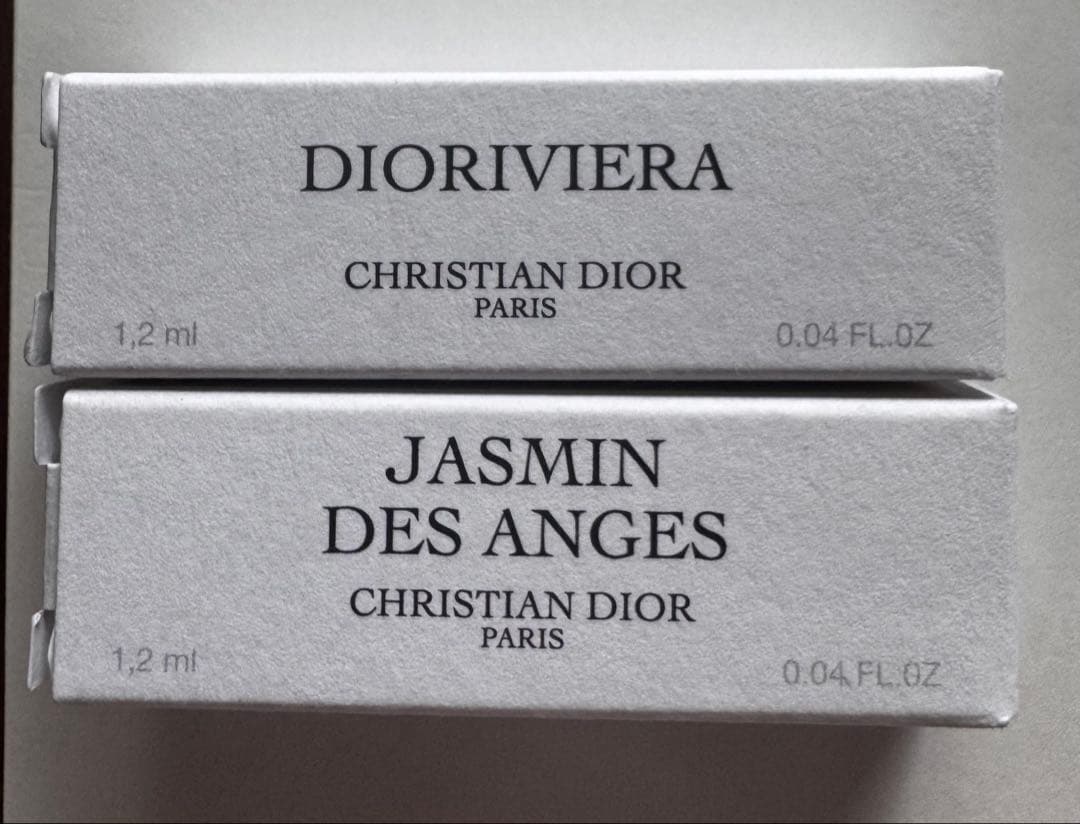 DIORIVIERA
CHRISTIAN DIOR
PARIS
1,2 ml 0.04 FL.OZ
JASMIN
DES ANGES
CHRISTIAN DIOR
PARIS
1,2 ml 0.04 FL.OZ